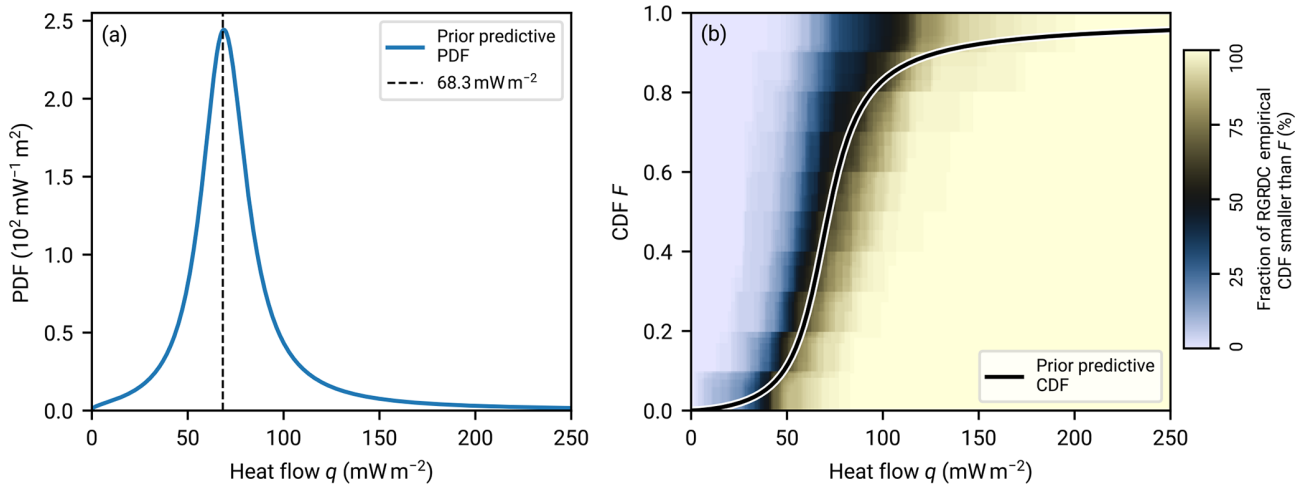 (a)
Prior predictive
PDF
68.3 mW m−2
PDF (10² mW⁻¹ m²)
2.5
2.0
1.5
1.0
0.5
0.0
0
50
100
150
200
250
Heat flow q (mW m⁻²)
(b)
CDF F
1.0
0.8
0.6
0.4
0.2
0.0
Prior predictive
CDF
0
50
100
150
200
250
Heat flow q (mW m⁻²)
100
75
50
25
0
Fraction of RGRDC empirical
CDF smaller than F (%)